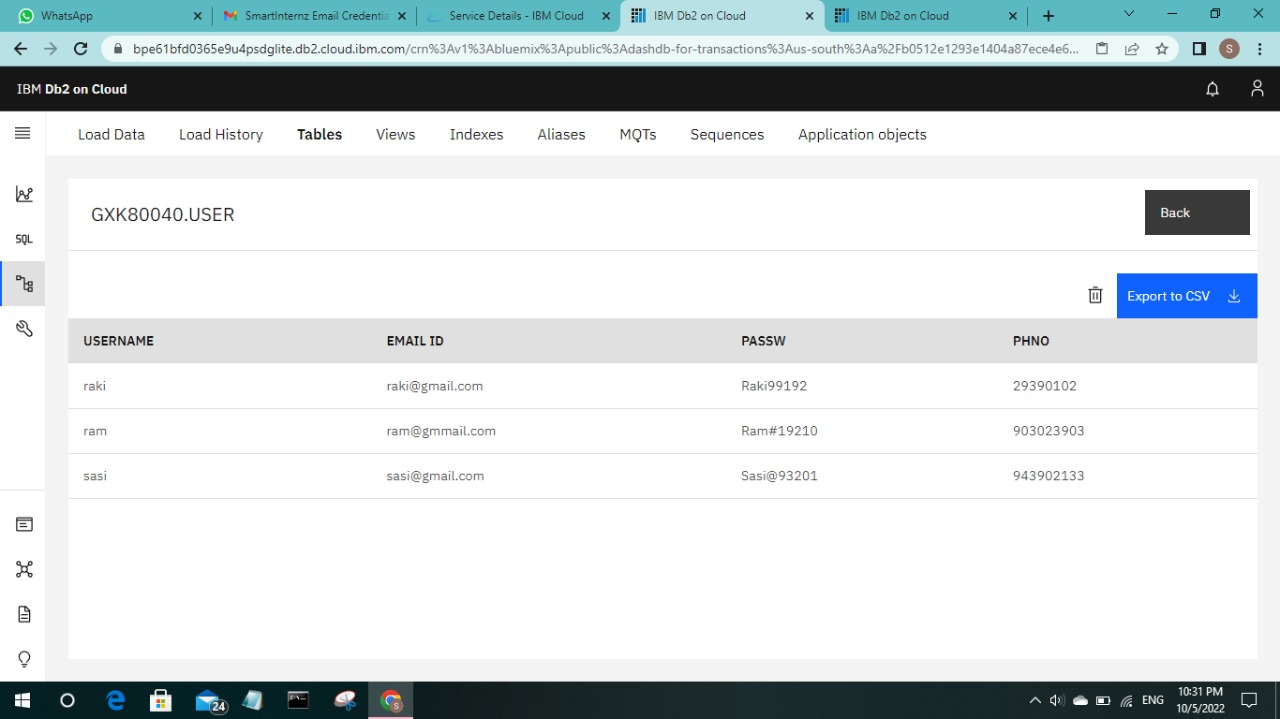 WhatsApp
SmartInternz Email Credentia
Service Details - IBM Cloud
IBM Db2 on Cloud
IBM Db2 on Cloud
bpe61bfd0365e9u4psdglite.db2.cloud.ibm.com/crn%3Av1%3Abluemix%3Apublic%3Adashdb-for-transactions%3Aus-south%3Aa%2Fb0512e1293e1404a87ece4e6...
S
IBM Db2 on Cloud
Load Data Load History Tables Views Indexes Aliases MQTs Sequences Application objects
SQL
GXK80040.USER
Back
Export to CSV
USERNAME EMAIL ID PASSW PHNO
raki raki@gmail.com Raki99192 29390102
ram ram@gmmail.com Ram#19210 903023903
sasi sasi@gmail.com Sasi@93201 943902133
24
S
ENG
10:31 PM
10/5/2022